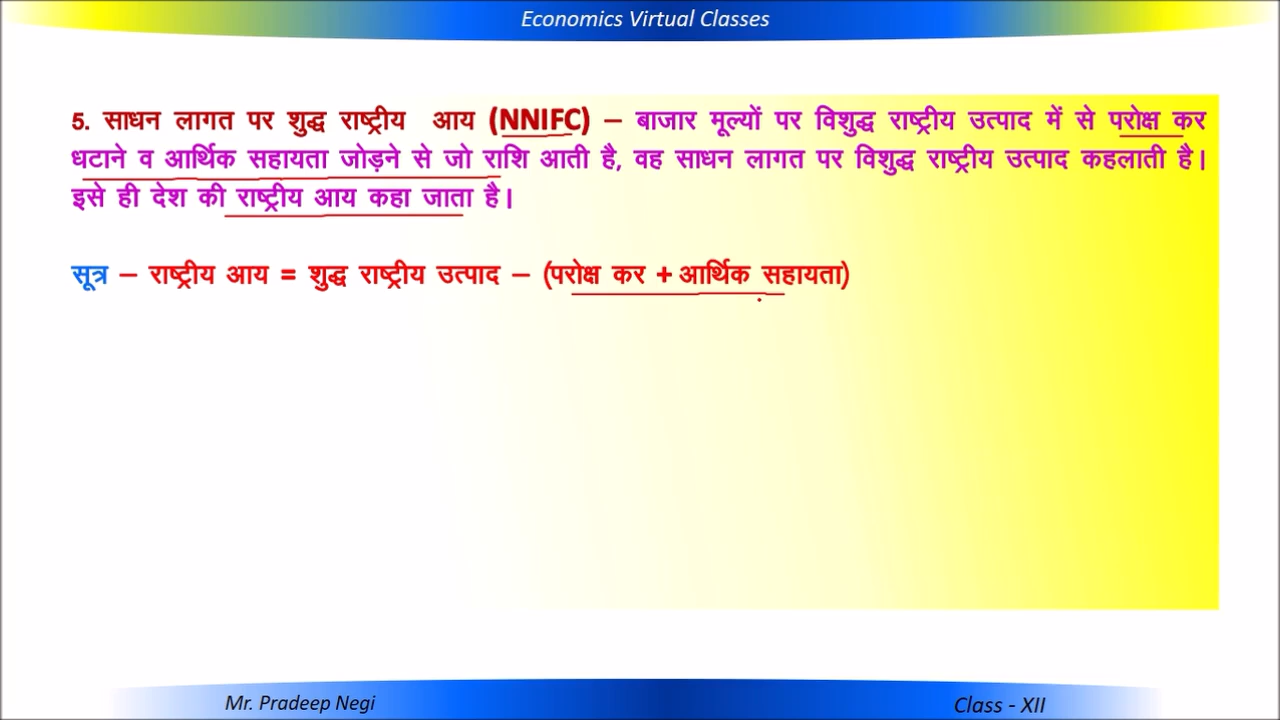 Economics Virtual Classes
5. साधन लागत पर शुद्ध राष्ट्रीय आय (NNIFC) – बाजार मूल्यों पर विशुद्ध राष्ट्रीय उत्पाद में से परोक्ष कर
धटाने व आर्थिक सहायता जोड़ने से जो राशि आती है, वह साधन लागत पर विशुद्ध राष्ट्रीय उत्पाद कहलाती है।
इसे ही देश की राष्ट्रीय आय कहा जाता है।
सूत्र – राष्ट्रीय आय = शुद्ध राष्ट्रीय उत्पाद – (परोक्ष कर + आर्थिक सहायता)
Mr. Pradeep Negi
Class - XII